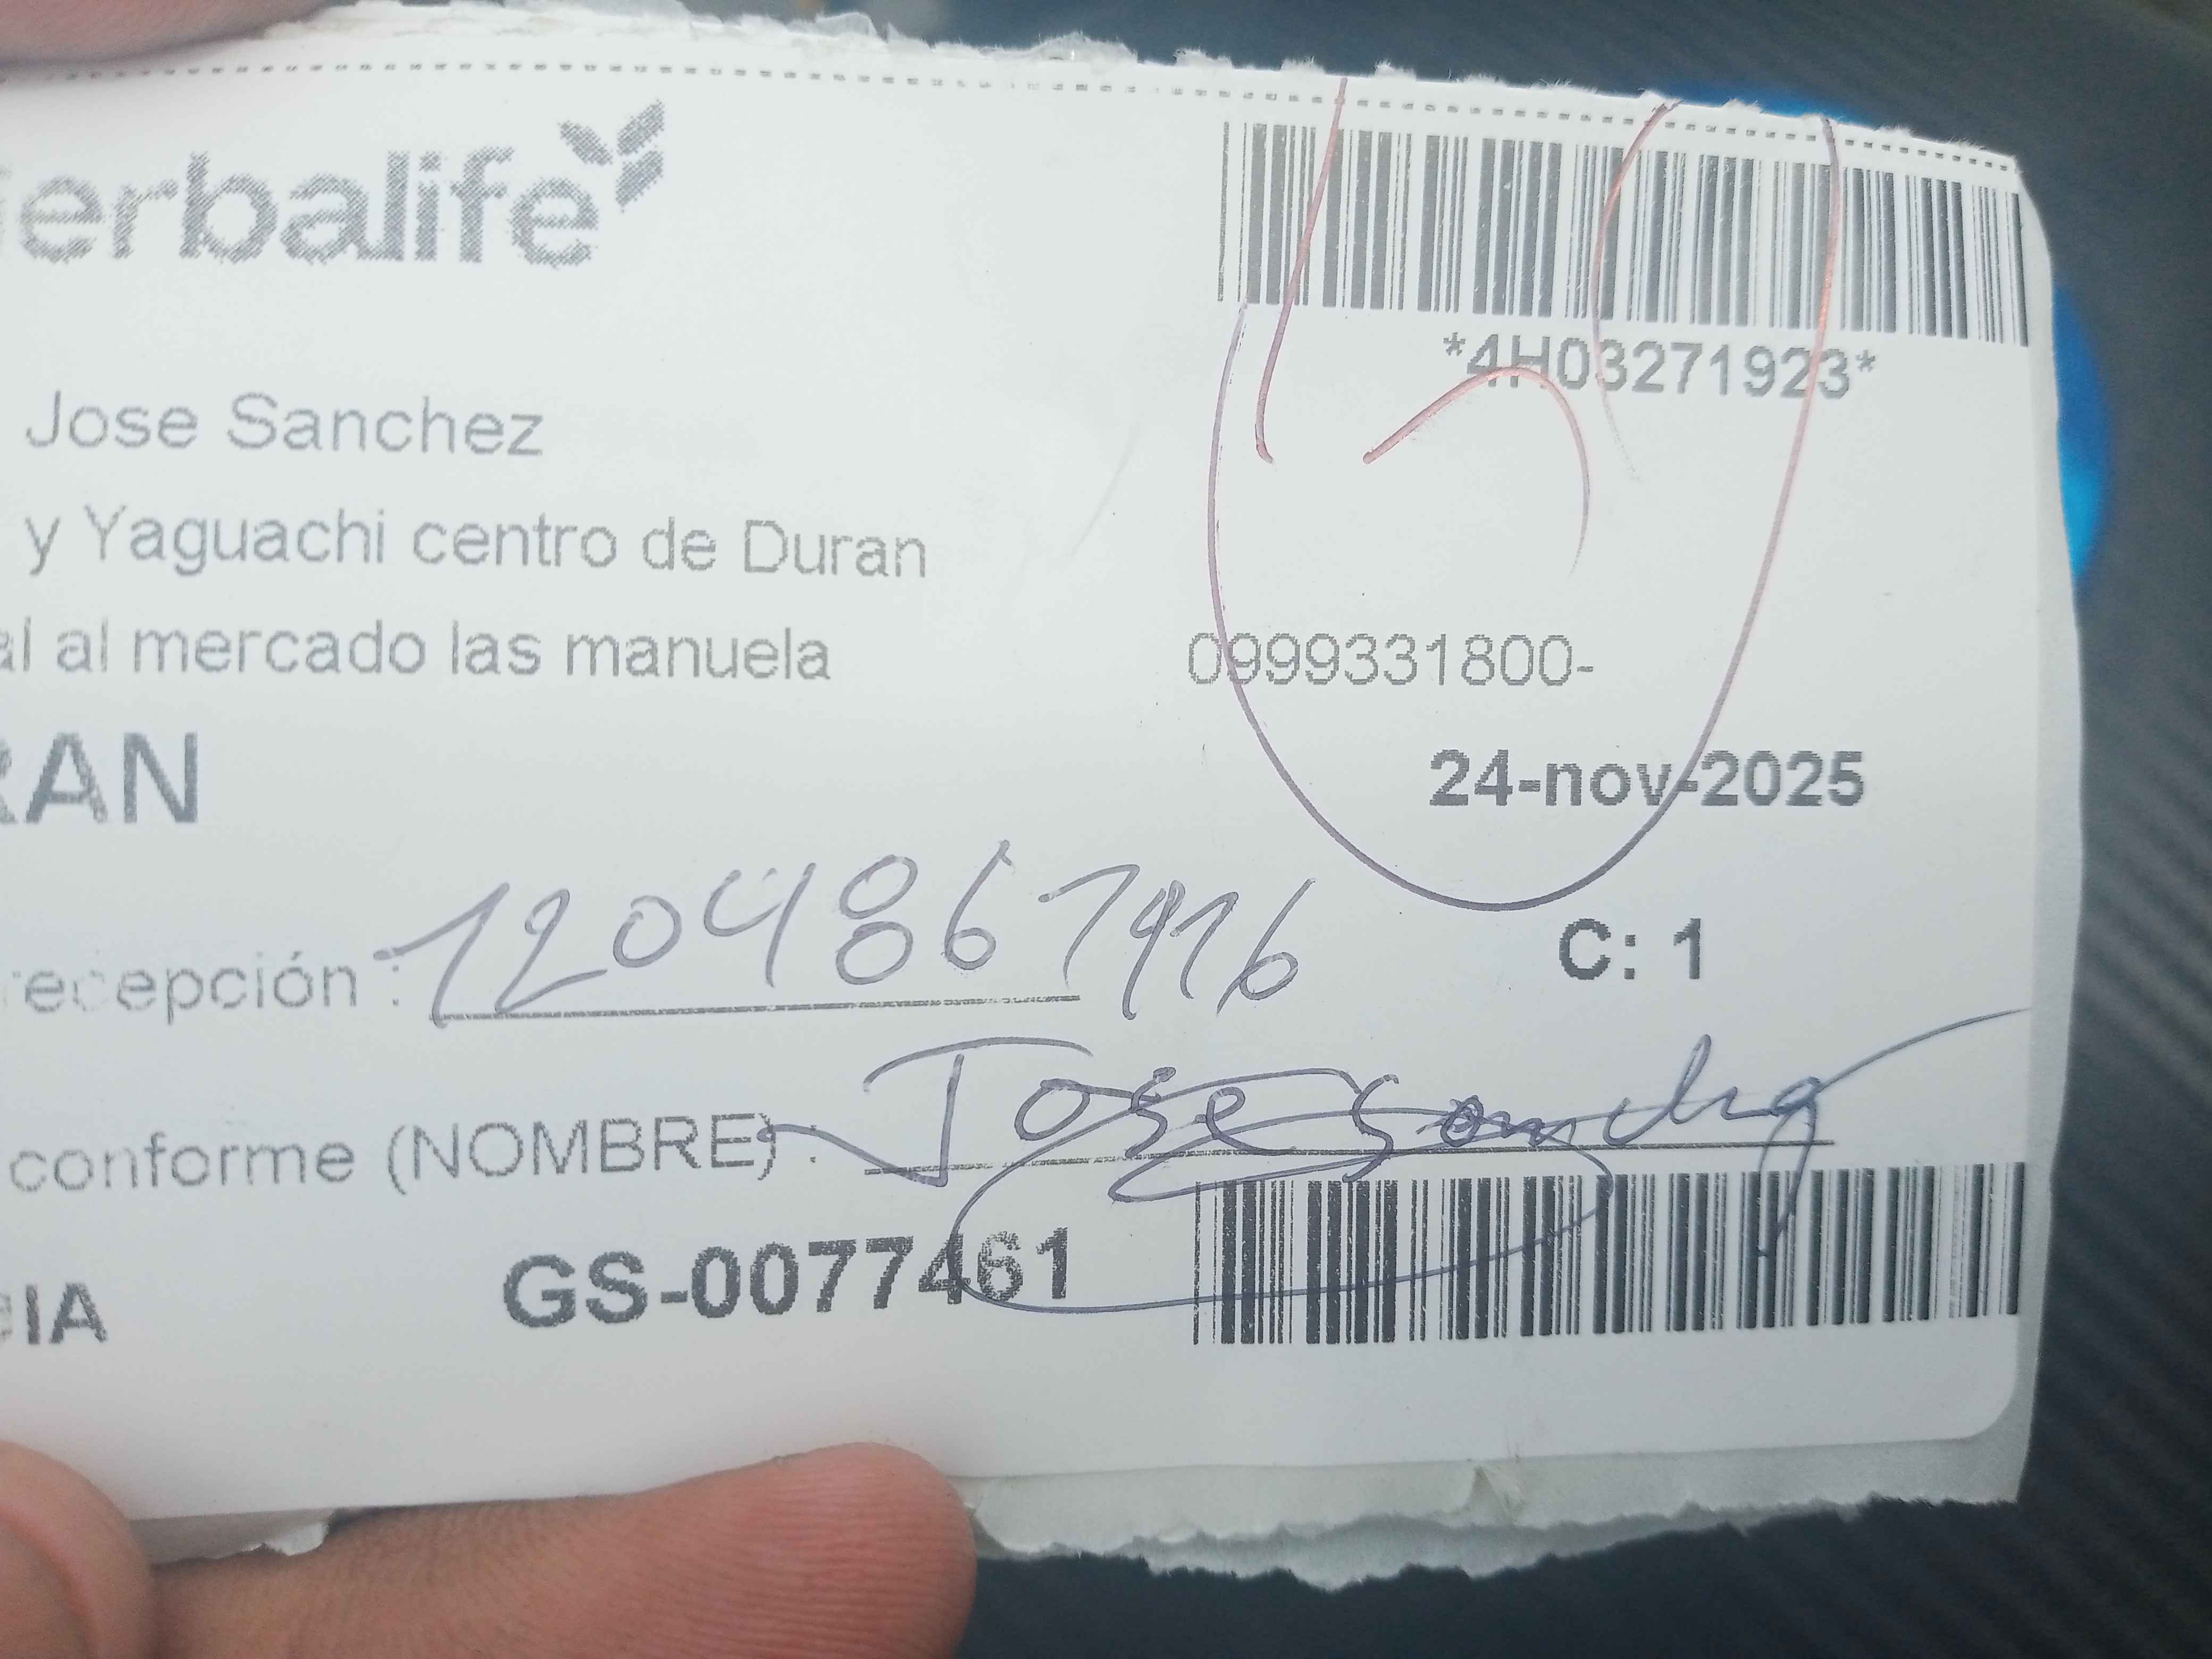 erbalife
*4H03271923*
Jose Sanchez
y Yaguachi centro de Duran
al al mercado las manuela
0999331800-
RAN
24-nov-2025
recepción : 1204867916
C: 1
conforme (NOMBRE) : Jose Sanchez
IA
GS-0077461